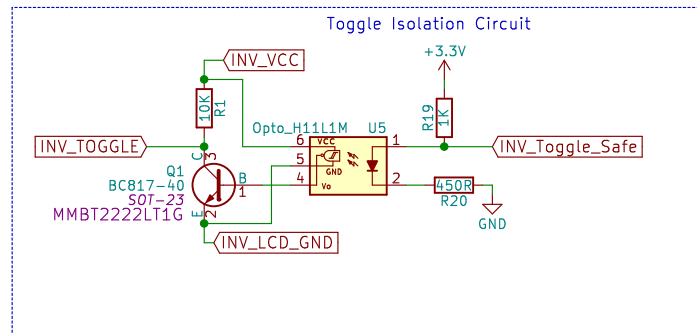 Toggle Isolation Circuit
INV_VCC
+3.3V
10K
R1
R19
1K
Opto_H11L1M
U5
INV_TOGGLE
6
VCC
1
INV_Toggle_Safe
C
3
5
GND
Q1
BC817-40
SOT-23
MMBT2222LT1G
B
1
4
Vo
2
450R
R20
GND
E
2
INV_LCD_GND